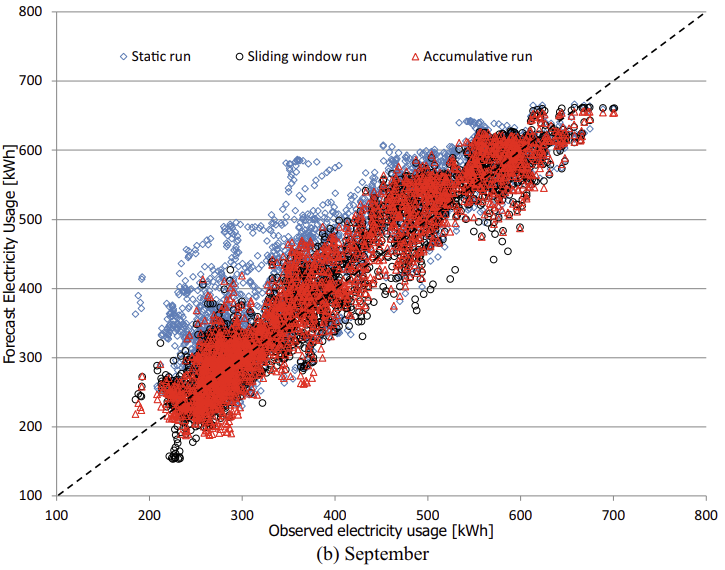 800
Static run Sliding window run Accumulative run
700
600
500
400
300
200
100
Forecast Electricity Usage [kWh]
100 200 300 400 500 600 700 800
Observed electricity usage [kWh]
(b) September